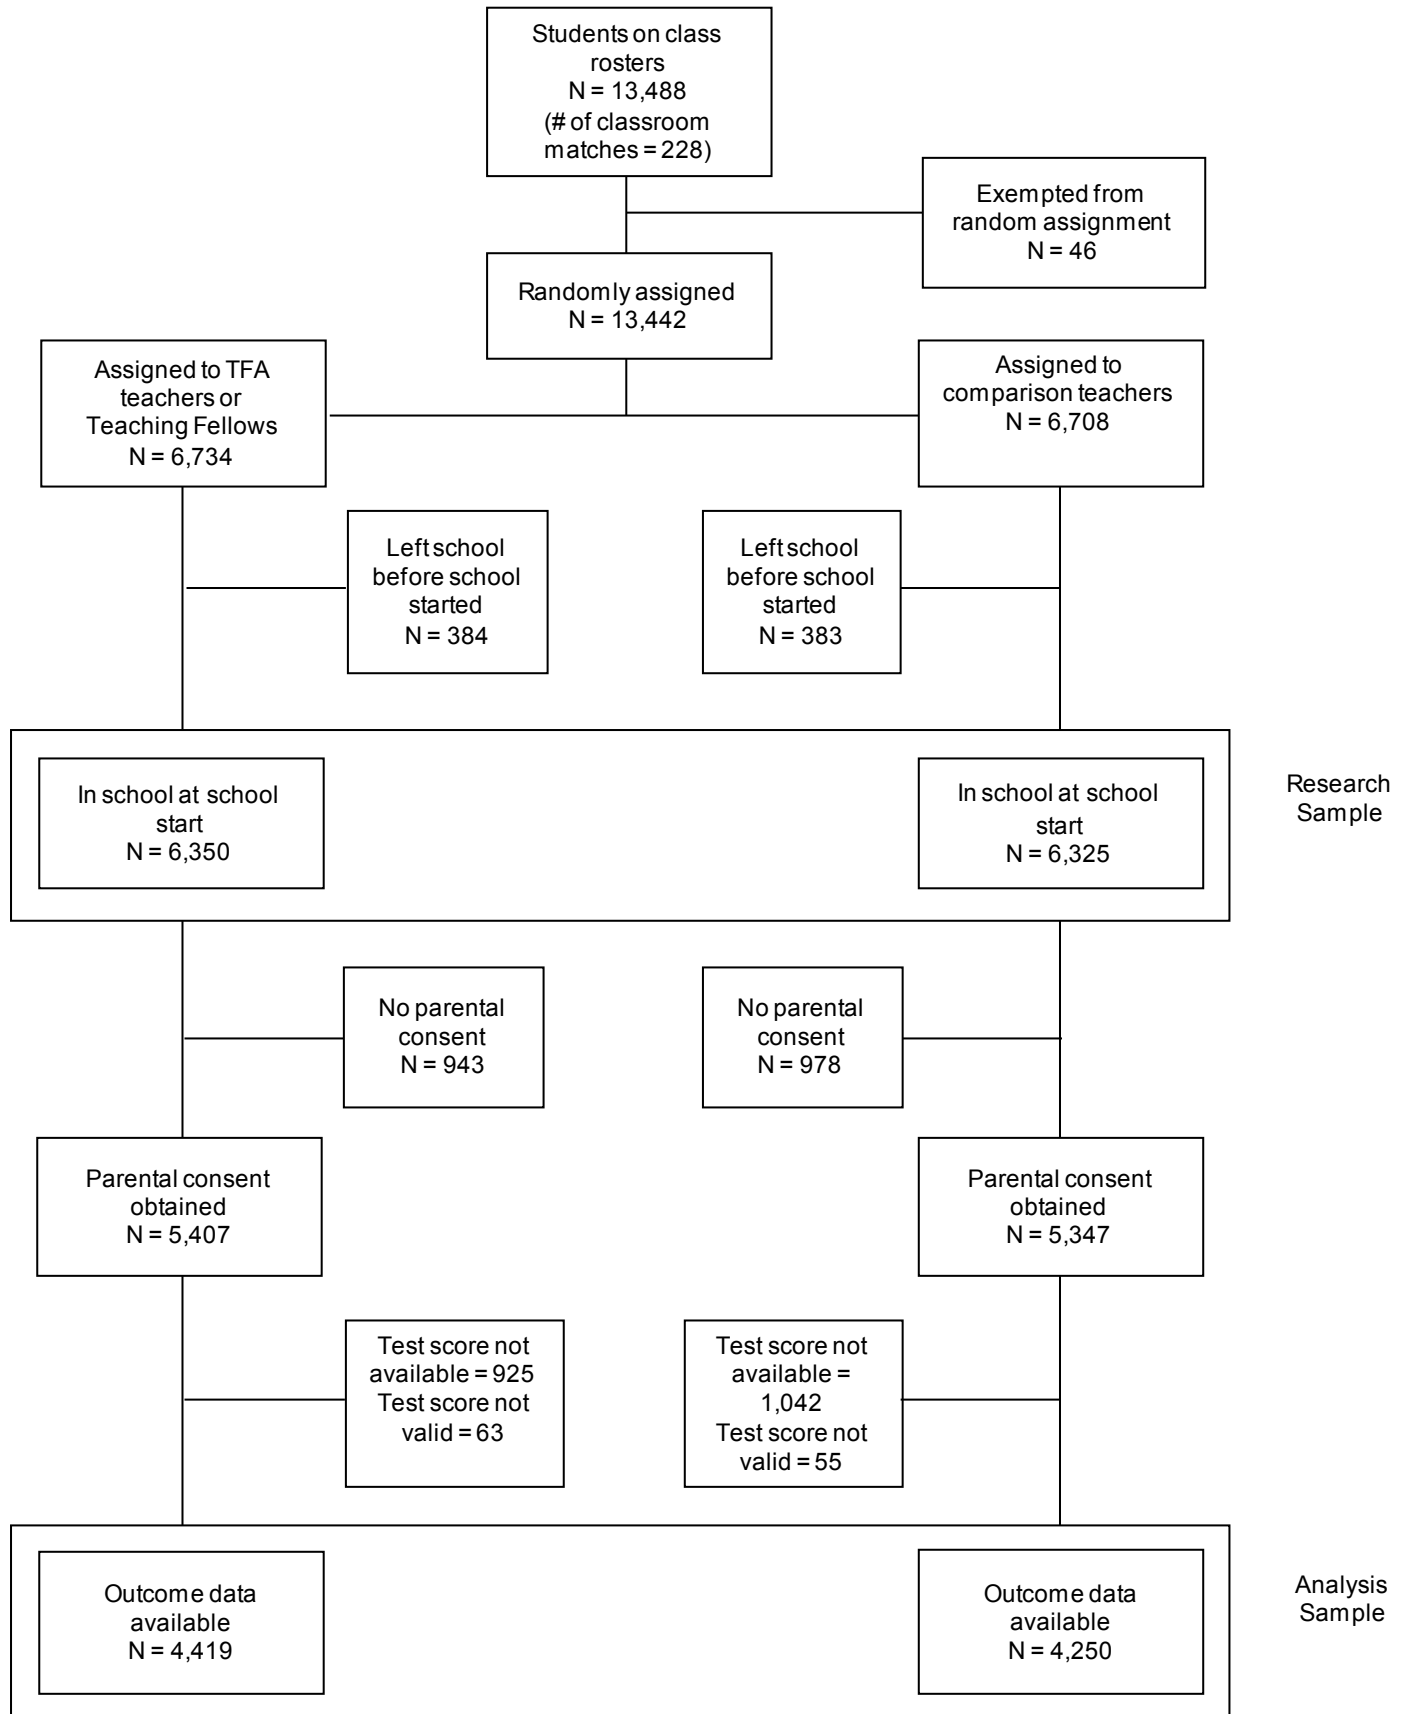 Students on class
rosters
N = 13,488
(# of classroom
matches = 228)
Exempted from
random assignment
N = 46
Randomly assigned
N = 13,442
Assigned to TFA
teachers or
Teaching Fellows
N = 6,734
Assigned to
comparison teachers
N = 6,708
Left school
before school
started
N = 384
Left school
before school
started
N = 383
In school at school
start
N = 6,350
In school at school
start
N = 6,325
Research
Sample
No parental
consent
N = 943
No parental
consent
N = 978
Parental consent
obtained
N = 5,407
Parental consent
obtained
N = 5,347
Test score not
available = 925
Test score not
valid = 63
Test score not
available =
1,042
Test score not
valid = 55
Outcome data
available
N = 4,419
Outcome data
available
N = 4,250
Analysis
Sample